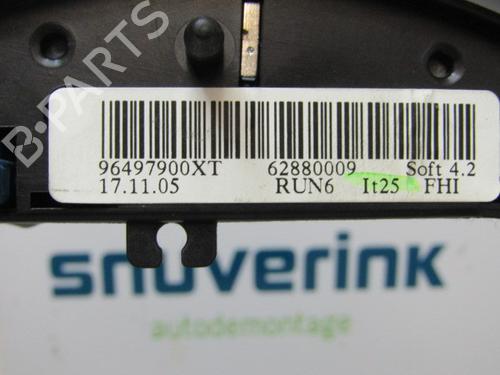 B-PARTS
96497900XT 62880009 Soft 4.2
17.11.05 RUN6 It25 FHI
snuverink
autodemontage